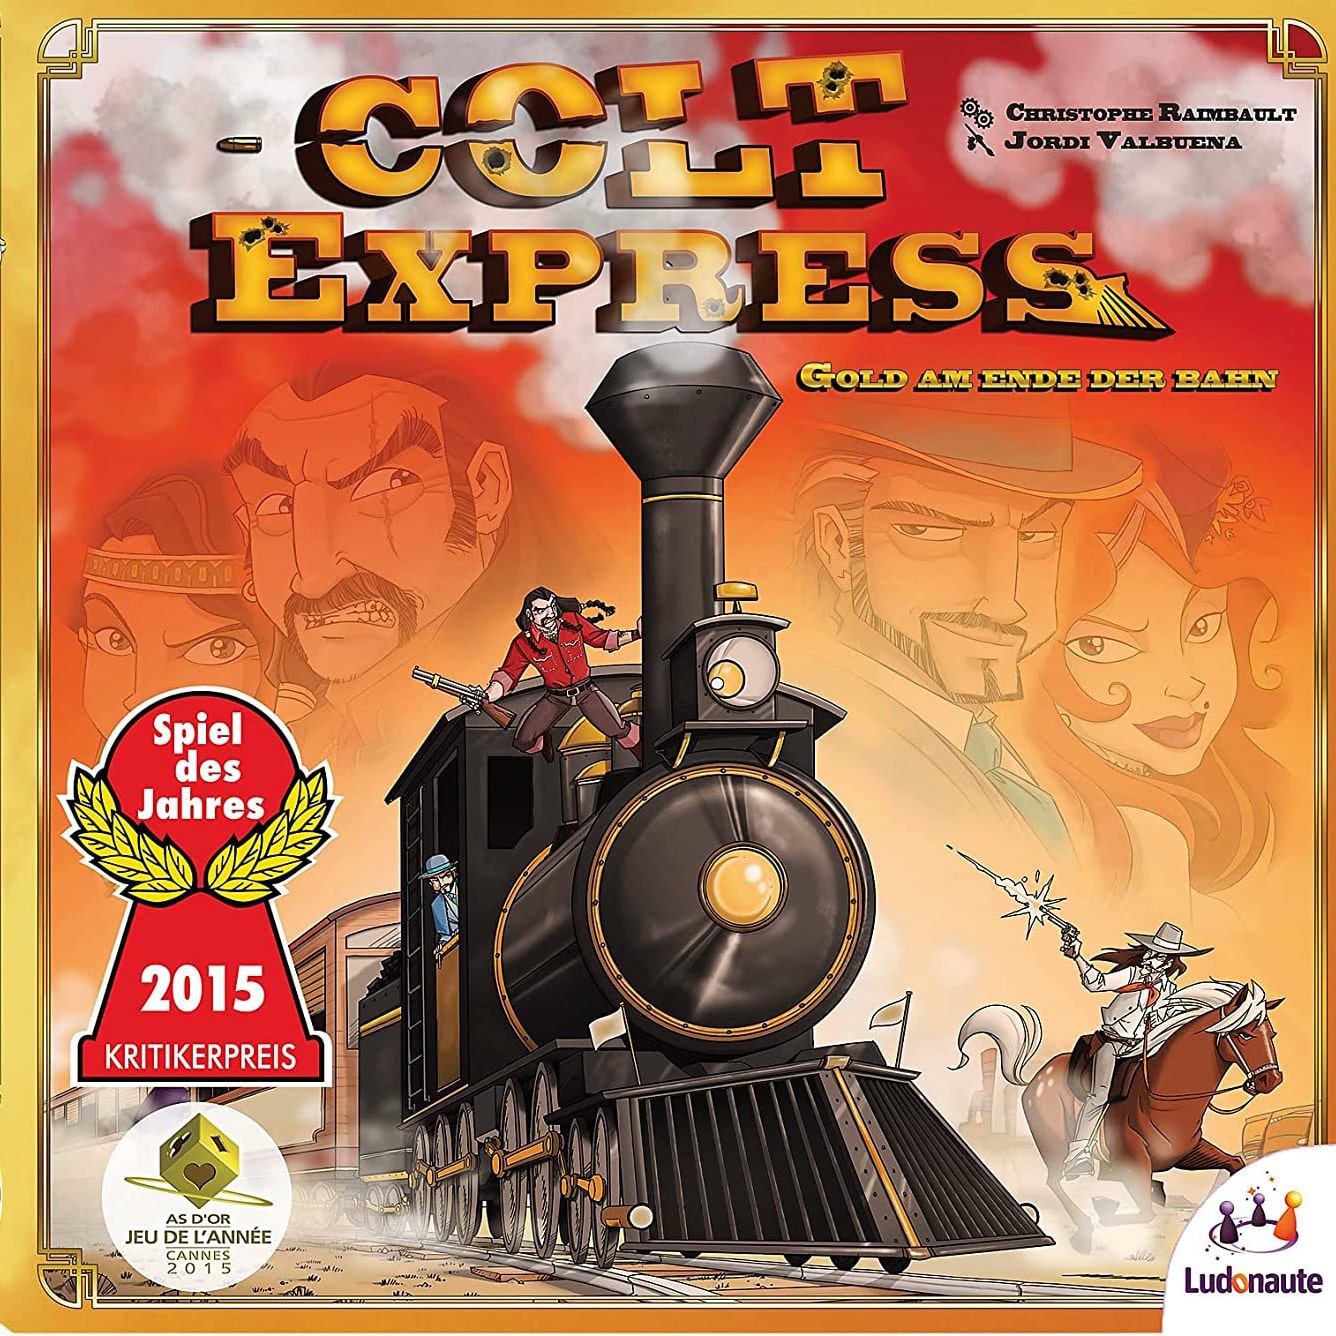 COLT
EXPRESS
CHRISTOPHE RAIMBAULT
JORDI VALBUENA
GOLD AM ENDE DER BAHN
Spiel
des
Jahres
2015
KRITIKERPREIS
AS D'OR
JEU DE L'ANNÉE
CANNES
2015
Ludonaute